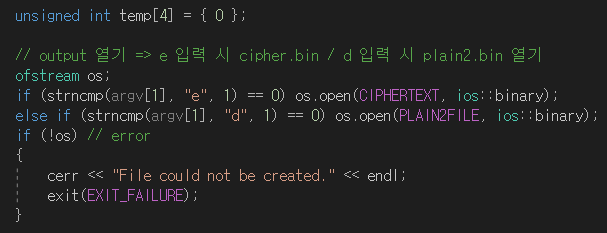 unsigned int temp[4] = { 0 };
// output 열기 => e 입력 시 cipher.bin / d 입력 시 plain2.bin 열기
ofstream os;
if (strncmp(argv[1], "e", 1) == 0) os.open(CIPHERTEXT, ios::binary);
else if (strncmp(argv[1], "d", 1) == 0) os.open(PLAIN2FILE, ios::binary);
if (!os) // error
{
cerr << "File could not be created." << endl;
exit(EXIT_FAILURE);
}